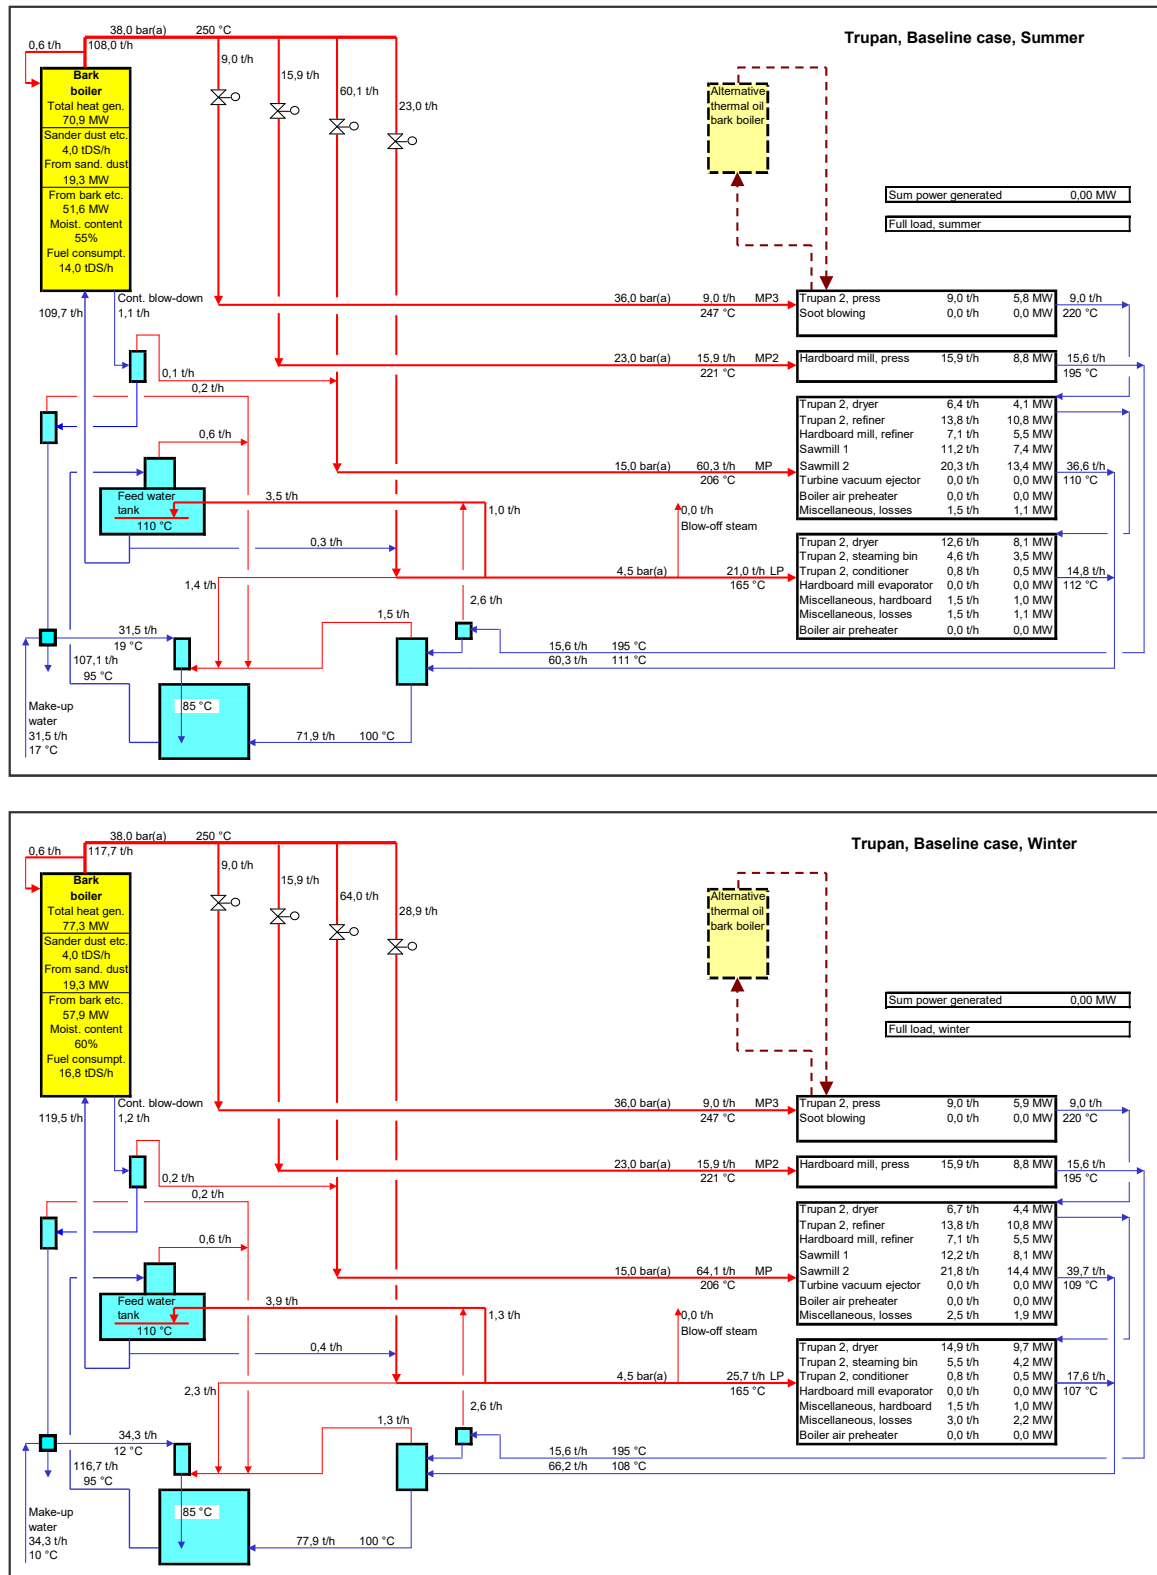 38,0 bar(a) 250 °C
Trupan, Baseline case, Summer
0,6 t/h 108,0 t/h
9,0 t/h
15,9 t/h
60,1 t/h
23,0 t/h
Bark
boiler
Total heat gen.
70,9 MW
Sander dust etc.
4,0 tDS/h
From sand. dust
19,3 MW
From bark etc.
51,6 MW
Moist. content
55%
Fuel consumpt.
14,0 tDS/h
Alternative
thermal oil
bark boiler
Sum power generated 0,00 MW
Full load, summer
109,7 t/h
Cont. blow-down
1,1 t/h
36,0 bar(a) 9,0 t/h MP3
247 °C
Trupan 2, press 9,0 t/h 5,8 MW
Soot blowing 0,0 t/h 0,0 MW
9,0 t/h
220 °C
0,1 t/h
0,2 t/h
23,0 bar(a) 15,9 t/h MP2
221 °C
Hardboard mill, press 15,9 t/h 8,8 MW
15,6 t/h
195 °C
0,6 t/h
15,0 bar(a) 60,3 t/h MP
206 °C
Trupan 2, dryer 6,4 t/h 4,1 MW
Trupan 2, refiner 13,8 t/h 10,8 MW
Hardboard mill, refiner 7,1 t/h 5,5 MW
Sawmill 1 11,2 t/h 7,4 MW
Sawmill 2 20,3 t/h 13,4 MW
Turbine vacuum ejector 0,0 t/h 0,0 MW
Boiler air preheater 0,0 t/h 0,0 MW
Miscellaneous, losses 1,5 t/h 1,1 MW
36,6 t/h
110 °C
Feed water
tank
110 °C
3,5 t/h
1,0 t/h
0,0 t/h
Blow-off steam
0,3 t/h
4,5 bar(a) 21,0 t/h LP
165 °C
Trupan 2, dryer 12,6 t/h 8,1 MW
Trupan 2, steaming bin 4,6 t/h 3,5 MW
Trupan 2, conditioner 0,8 t/h 0,5 MW
Hardboard mill evaporator 0,0 t/h 0,0 MW
Miscellaneous, hardboard 1,5 t/h 1,0 MW
Miscellaneous, losses 1,5 t/h 1,1 MW
Boiler air preheater 0,0 t/h 0,0 MW
14,8 t/h
112 °C
1,4 t/h
1,5 t/h
2,6 t/h
31,5 t/h
19 °C
107,1 t/h
95 °C
15,6 t/h 195 °C
60,3 t/h 111 °C
Make-up
water
31,5 t/h
17 °C
85 °C
71,9 t/h 100 °C
38,0 bar(a) 250 °C
Trupan, Baseline case, Winter
0,6 t/h 117,7 t/h
9,0 t/h
15,9 t/h
64,0 t/h
28,9 t/h
Bark
boiler
Total heat gen.
77,3 MW
Sander dust etc.
4,0 tDS/h
From sand. dust
19,3 MW
From bark etc.
57,9 MW
Moist. content
60%
Fuel consumpt.
16,8 tDS/h
Alternative
thermal oil
bark boiler
Sum power generated 0,00 MW
Full load, winter
119,5 t/h
Cont. blow-down
1,2 t/h
36,0 bar(a) 9,0 t/h MP3
247 °C
Trupan 2, press 9,0 t/h 5,9 MW
Soot blowing 0,0 t/h 0,0 MW
9,0 t/h
220 °C
0,2 t/h
0,2 t/h
23,0 bar(a) 15,9 t/h MP2
221 °C
Hardboard mill, press 15,9 t/h 8,8 MW
15,6 t/h
195 °C
0,6 t/h
15,0 bar(a) 64,1 t/h MP
206 °C
Trupan 2, dryer 6,7 t/h 4,4 MW
Trupan 2, refiner 13,8 t/h 10,8 MW
Hardboard mill, refiner 7,1 t/h 5,5 MW
Sawmill 1 12,2 t/h 8,1 MW
Sawmill 2 21,8 t/h 14,4 MW
Turbine vacuum ejector 0,0 t/h 0,0 MW
Boiler air preheater 0,0 t/h 0,0 MW
Miscellaneous, losses 2,5 t/h 1,9 MW
39,7 t/h
109 °C
Feed water
tank
110 °C
3,9 t/h
1,3 t/h
0,0 t/h
Blow-off steam
0,4 t/h
4,5 bar(a) 25,7 t/h LP
165 °C
Trupan 2, dryer 14,9 t/h 9,7 MW
Trupan 2, steaming bin 5,5 t/h 4,2 MW
Trupan 2, conditioner 0,8 t/h 0,5 MW
Hardboard mill evaporator 0,0 t/h 0,0 MW
Miscellaneous, hardboard 1,5 t/h 1,0 MW
Miscellaneous, losses 3,0 t/h 2,2 MW
Boiler air preheater 0,0 t/h 0,0 MW
17,6 t/h
107 °C
2,3 t/h
1,3 t/h
2,6 t/h
34,3 t/h
12 °C
116,7 t/h
95 °C
15,6 t/h 195 °C
66,2 t/h 108 °C
Make-up
water
34,3 t/h
10 °C
85 °C
77,9 t/h 100 °C